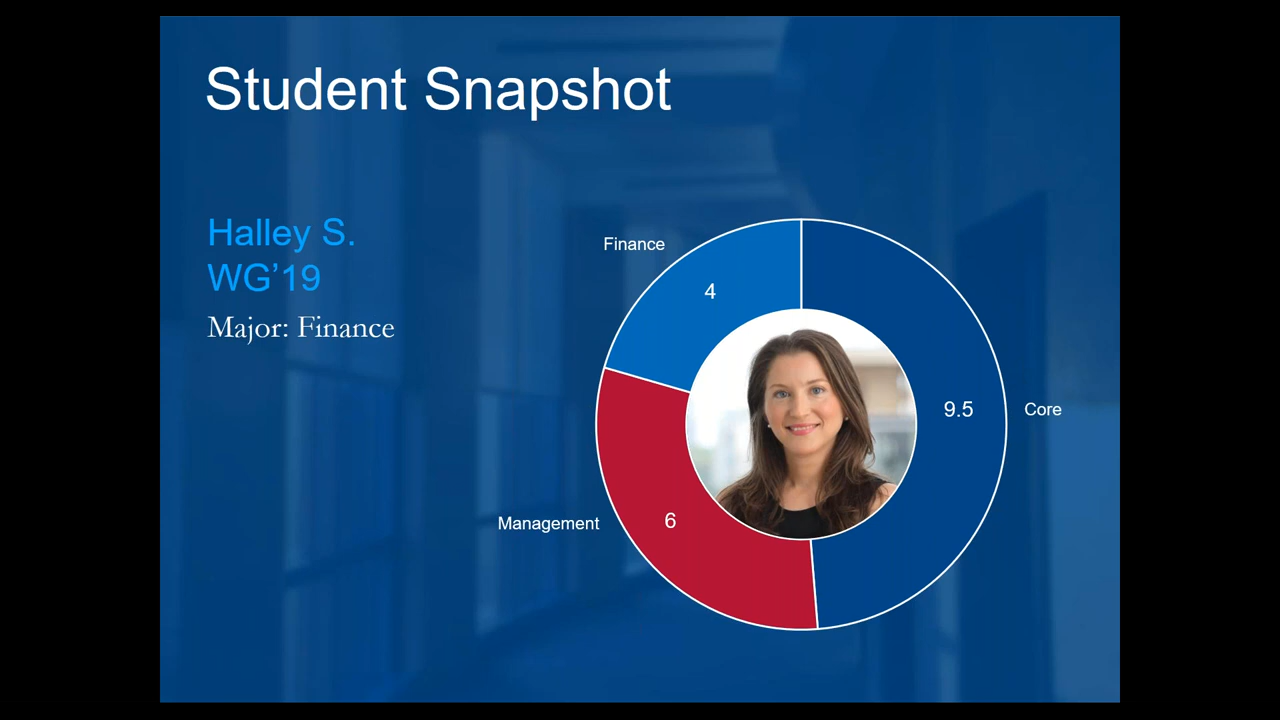 Student Snapshot
Halley S.
WG’19
Major: Finance
Finance
4
9.5
Core
Management
6